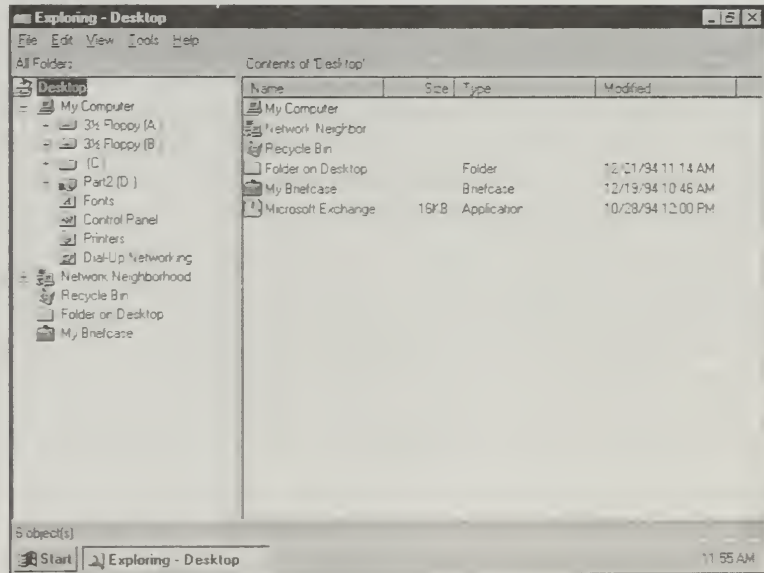 Exploring - Desktop
File Edit View Tools Help
All Folders Contents of 'Desktop'
Desktop
My Computer
3½ Floppy (A:)
3½ Floppy (B:)
(C:)
Part2 (D:)
Fonts
Control Panel
Printers
Dial-Up Networking
Network Neighborhood
Recycle Bin
Folder on Desktop
My Briefcase
Name Size Type Modified
My Computer
Network Neighbor
Recycle Bin
Folder on Desktop Folder 12/21/94 11:14 AM
My Briefcase Briefcase 12/19/94 10:46 AM
Microsoft Exchange 16KB Application 10/28/94 12:00 PM
6 object(s)
Start Exploring - Desktop 11:55 AM